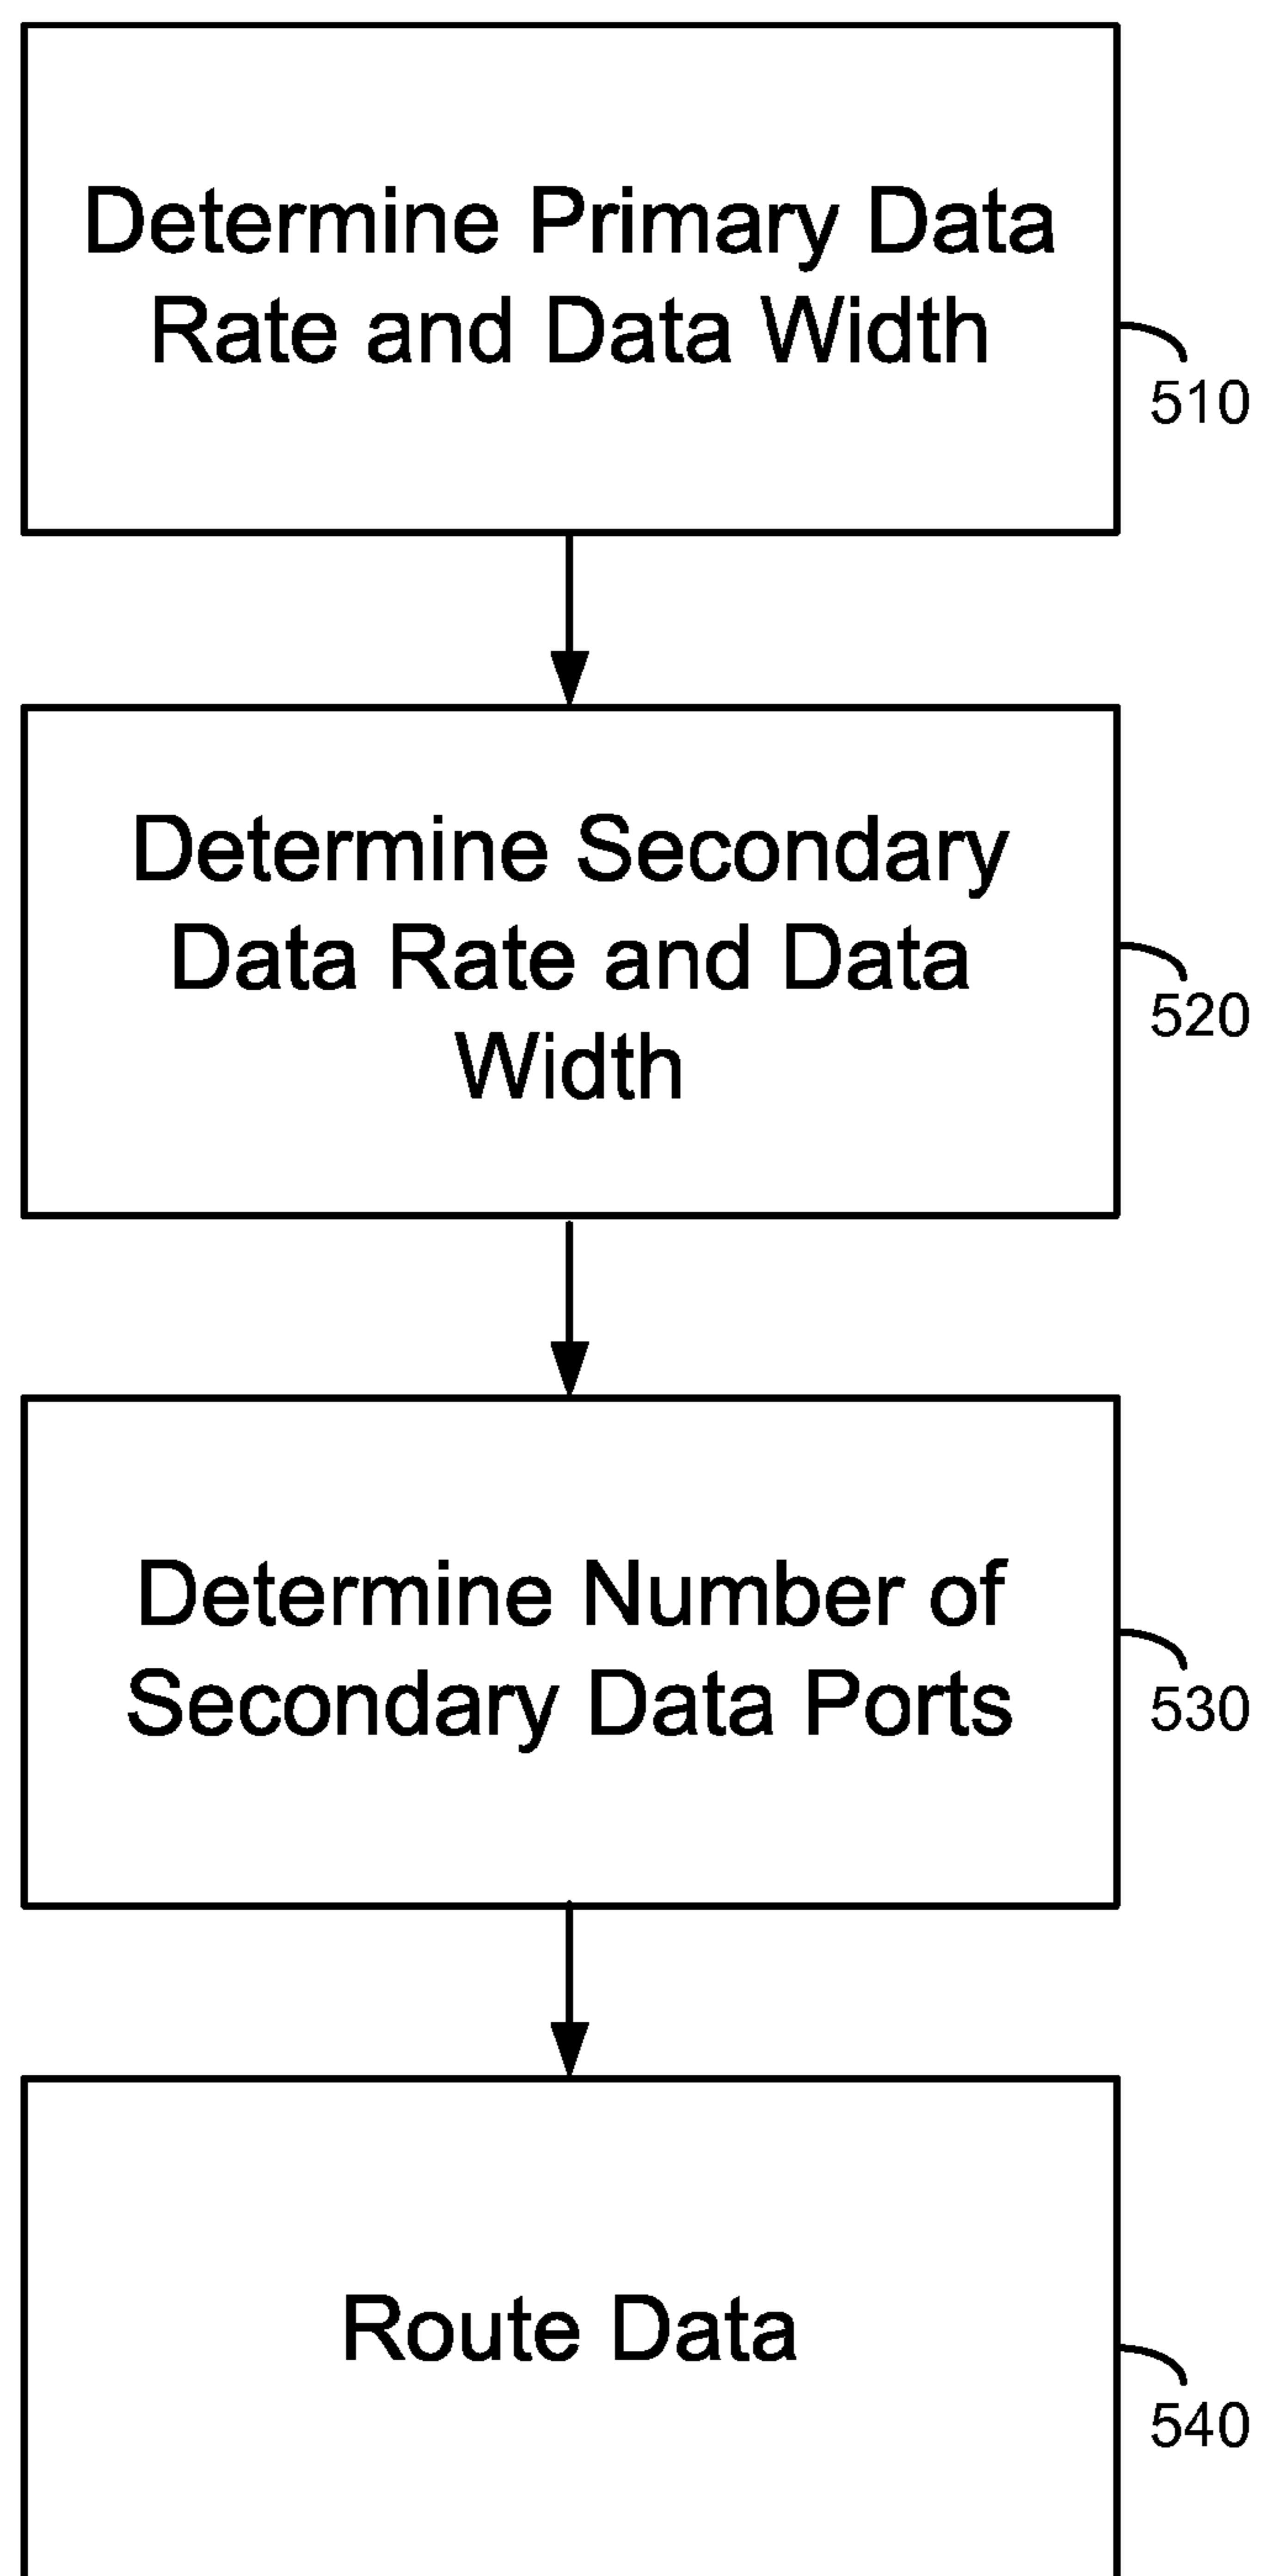 Determine Primary Data
Rate and Data Width
510
Determine Secondary
Data Rate and Data
Width
520
Determine Number of
Secondary Data Ports
530
Route Data
540